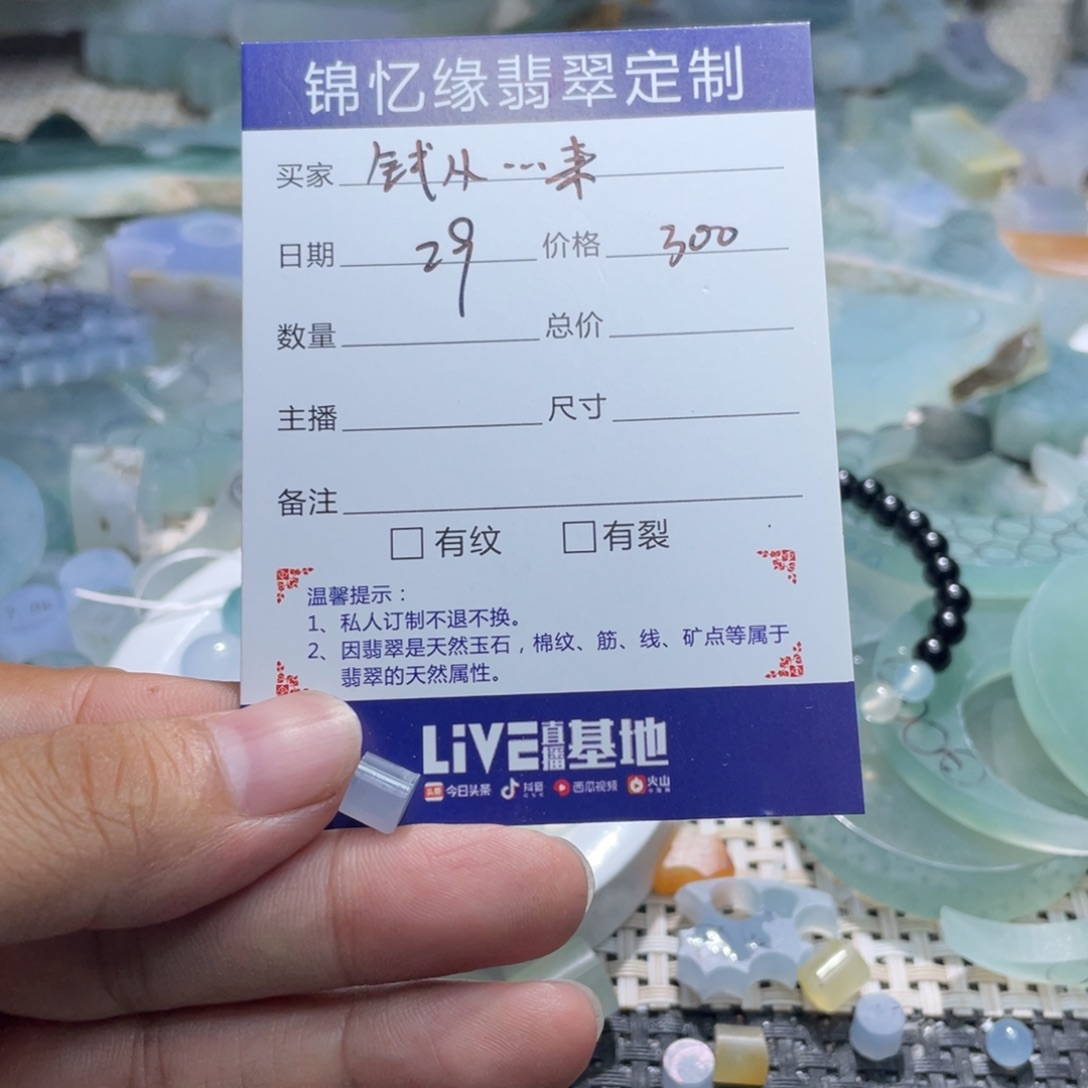 锦忆缘翡翠定制
买家 钱从…来
日期 29 价格 300
数量 总价
主播 尺寸
备注
□有纹 □有裂
温馨提示：
1、私人订制不退不换。
2、因翡翠是天然玉石，棉纹、筋、线、矿点等属于
翡翠的天然属性。
LiVE直播基地
头条 今日头条 抖音 西瓜视频 火山